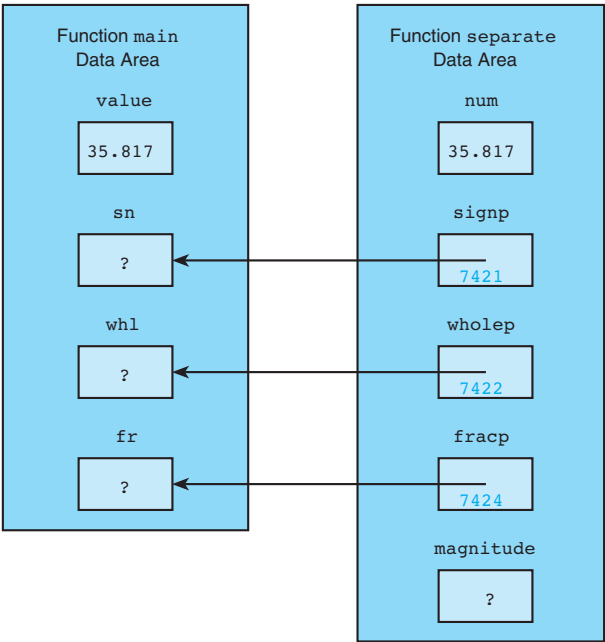 Function main
Data Area
value
35.817
sn
?
whl
?
fr
?
Function separate
Data Area
num
35.817
signp
7421
wholep
7422
fracp
7424
magnitude
?